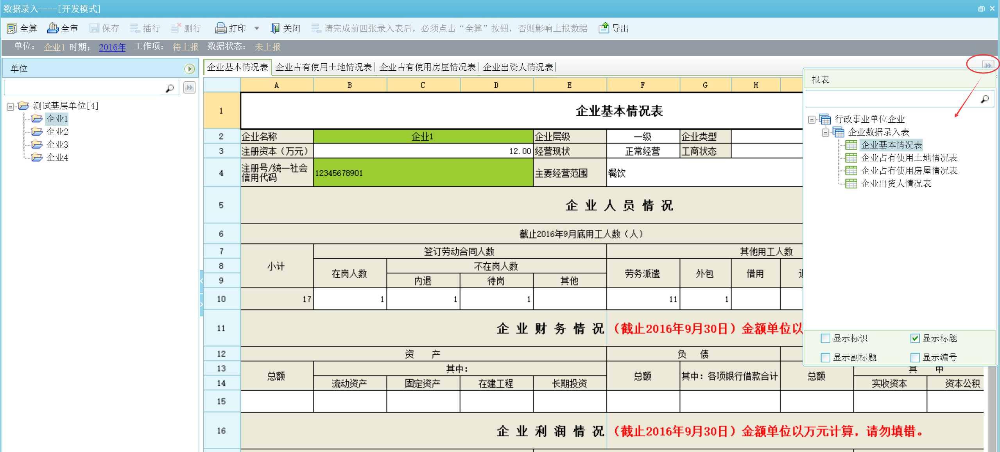 数据录入----[开发模式]
全算 全审 保存 插行 删行 打印 关闭 请完成前四张录入表后，必须点击“全算”按钮，否则影响上报数据 导出
单位： 企业1 时期： 2016年 工作项： 待上报 数据状态： 未上报
单位
测试基层单位[4]
企业1
企业2
企业3
企业4
企业基本情况表 企业占有使用土地情况表 企业占有使用房屋情况表 企业出资人情况表
A B C D E F G H
1 企业基本情况表
2 企业名称 企业1 企业层级 一级 企业类型
3 注册资本（万元） 12.00 经营现状 正常经营 工商状态
4 注册号/统一社会信用代码 12345678901 主要经营范围 餐饮
5 企 业 人 员 情 况
6 截止2016年9月底用工人数（人）
7 小计 签订劳动合同人数 其他用工人数
8 在岗人数 不在岗人数 劳务派遣 外包 借用
9 内退 待岗 其他
10 17 1 1 1 11 1
11 企 业 财 务 情 况 （截止2016年9月30日）金额单位以
12 资 产 负 债
13 总额 其中： 总额 其中：各项银行借款合计 总额 其 中
14 流动资产 固定资产 在建工程 长期投资 实收资本 资本公积
15
16 企 业 利 润 情 况 （截止2016年9月30日）金额单位以万元计算，请勿填错。
报表
行政事业单位企业
企业数据录入表
企业基本情况表
企业占有使用土地情况表
企业占有使用房屋情况表
企业出资人情况表
显示标识 显示标题
显示副标题 显示编号